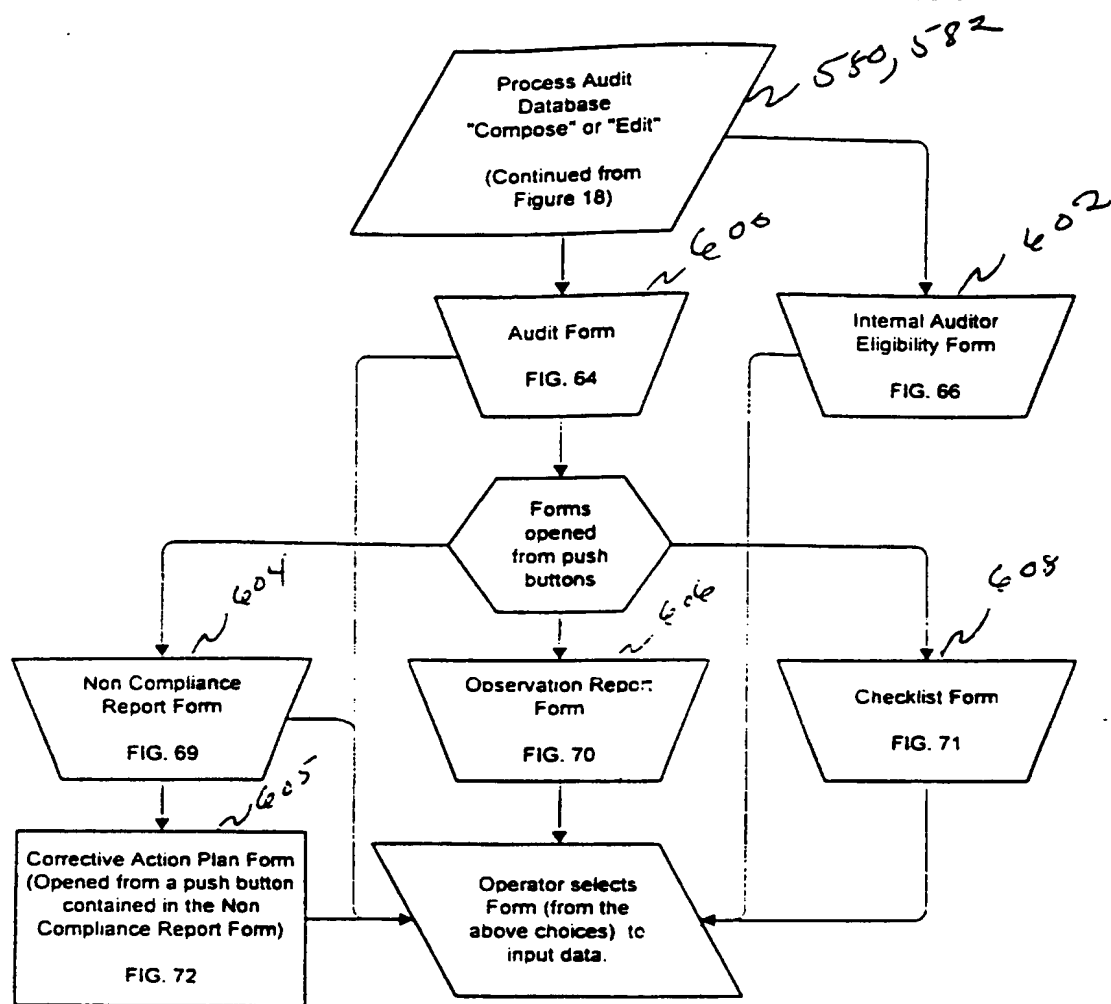 Process Audit
Database
"Compose" or "Edit"
(Continued from
Figure 18)
550, 582
Audit Form
FIG. 64
600
Internal Auditor
Eligibility Form
FIG. 66
602
Forms
opened
from push
buttons
604
Non Compliance
Report Form
FIG. 69
606
Observation Report
Form
FIG. 70
608
Checklist Form
FIG. 71
605
Corrective Action Plan Form
(Opened from a push button
contained in the Non
Compliance Report Form)
FIG. 72
Operator selects
Form (from the
above choices) to
input data.